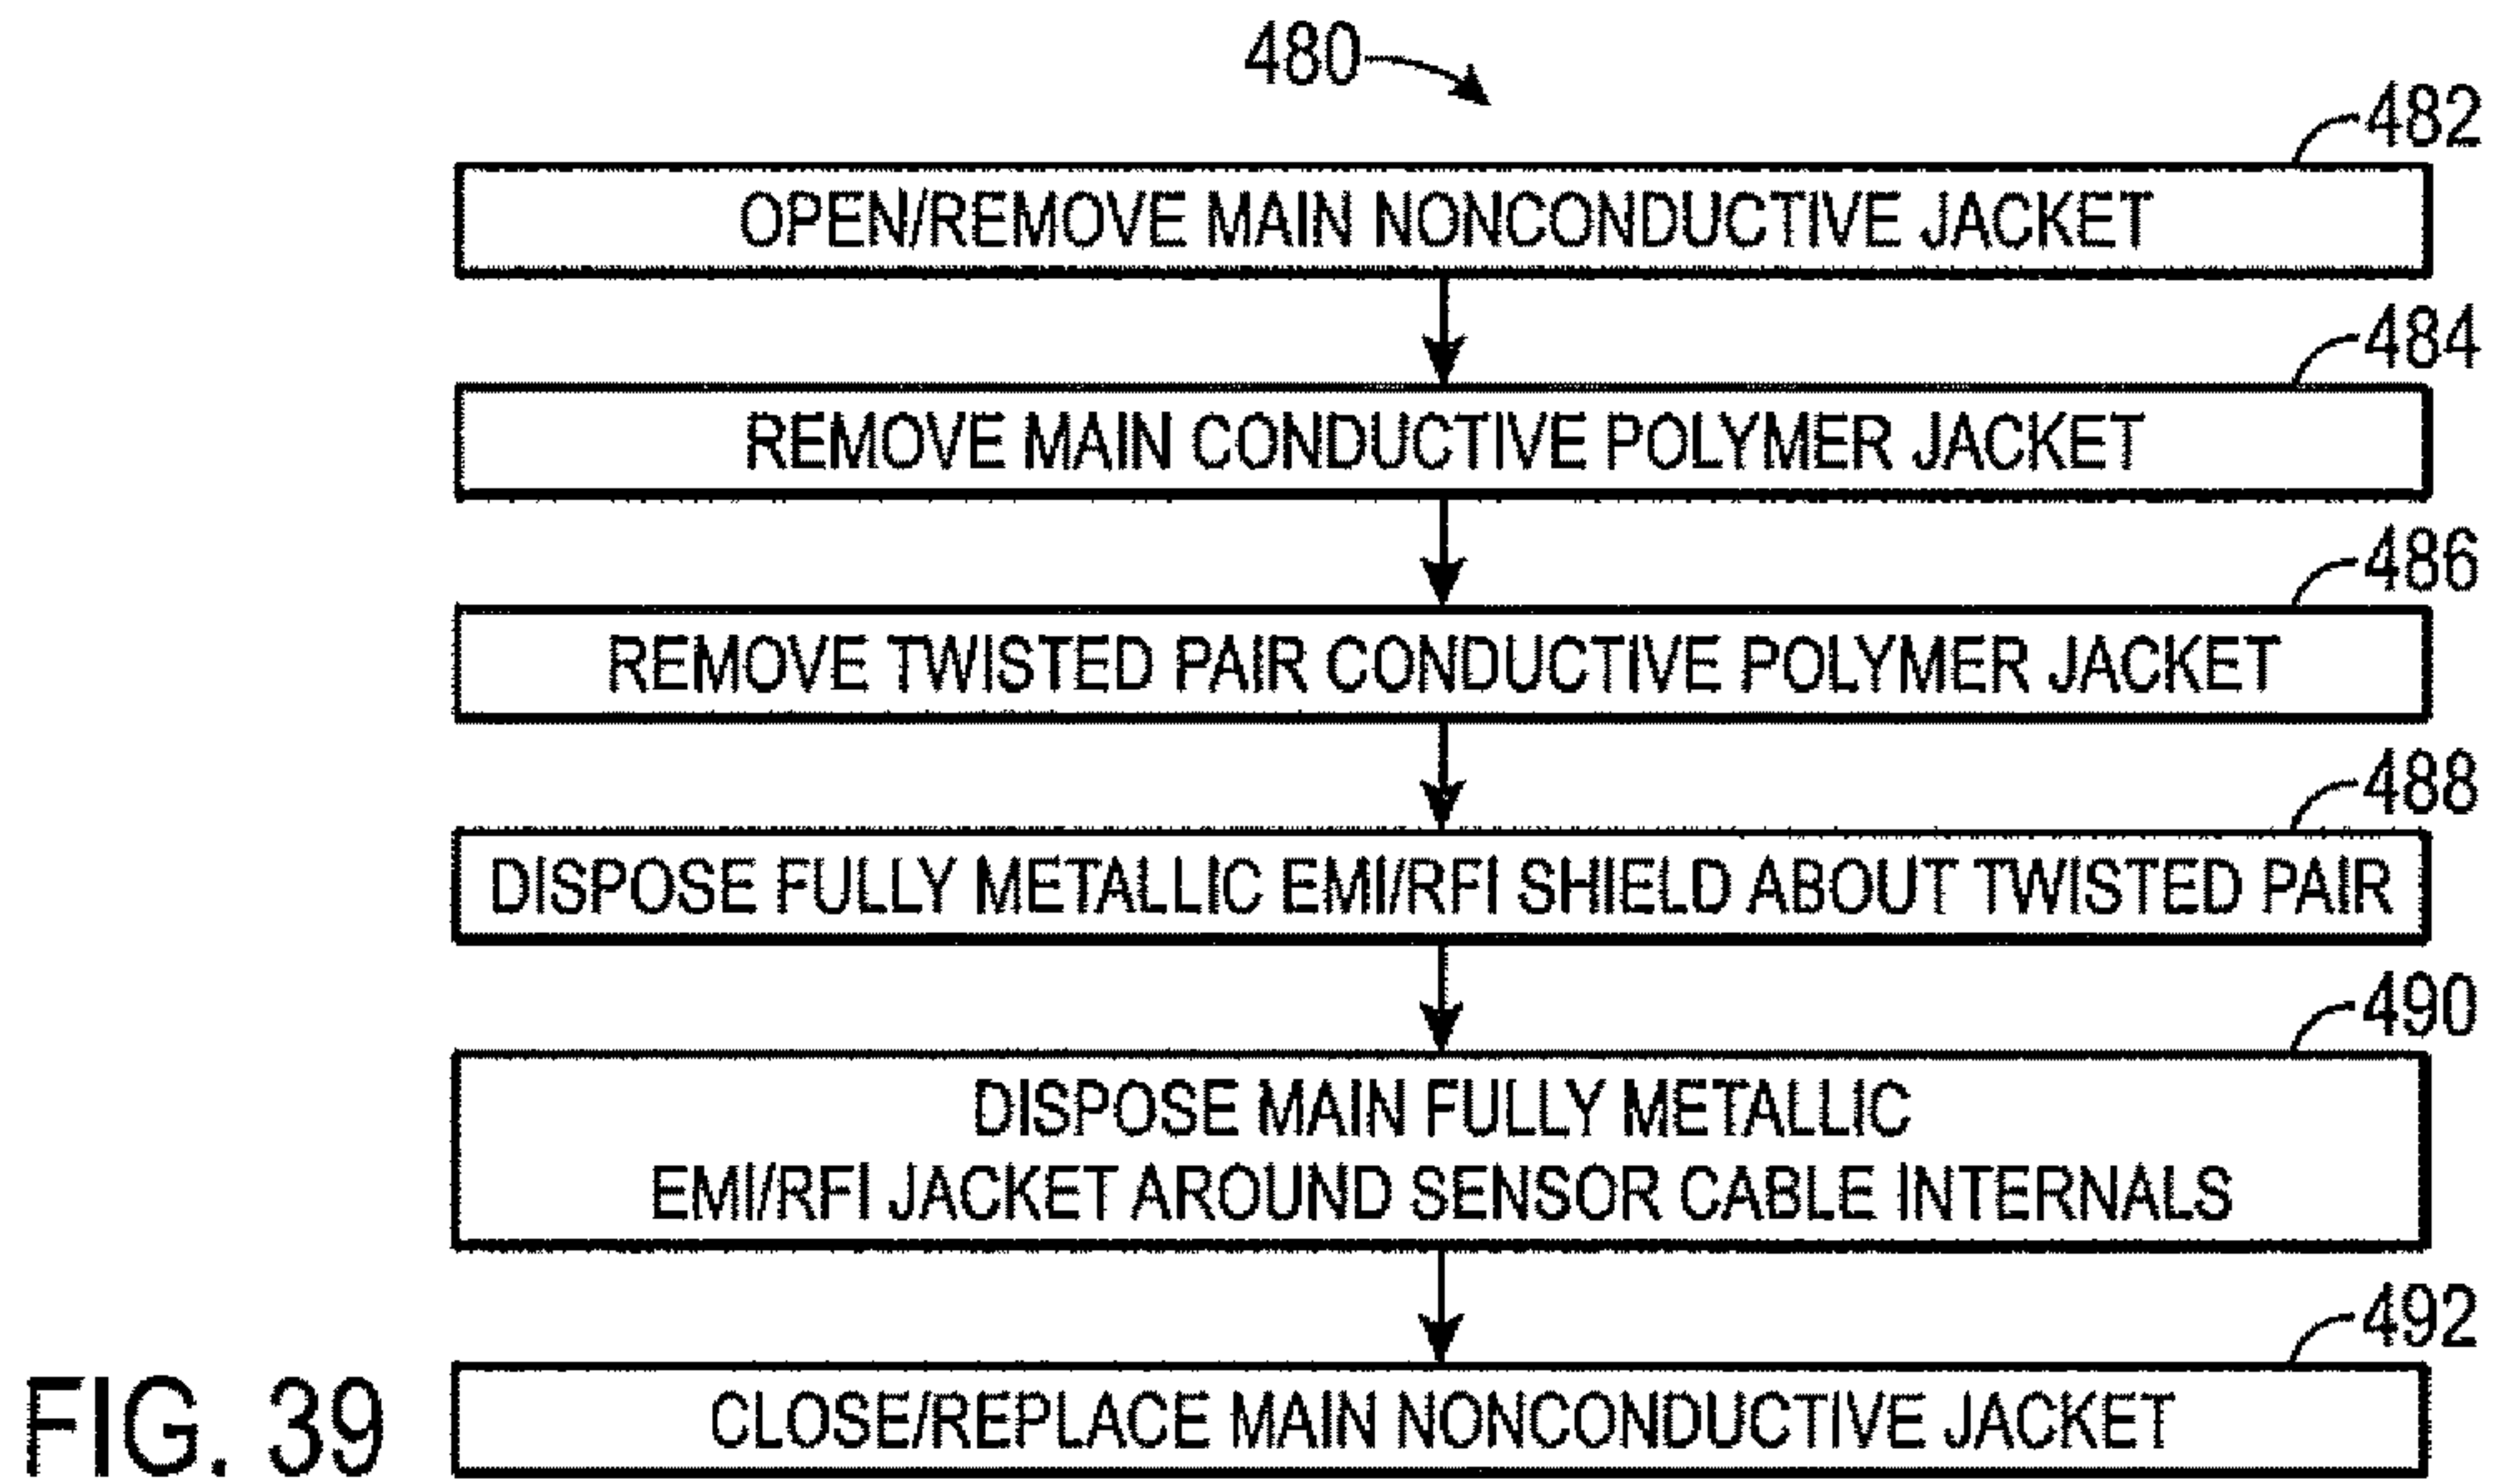 480
482
OPEN/REMOVE MAIN NONCONDUCTIVE JACKET
484
REMOVE MAIN CONDUCTIVE POLYMER JACKET
486
REMOVE TWISTED PAIR CONDUCTIVE POLYMER JACKET
488
DISPOSE FULLY METALLIC EMI/RFI SHIELD ABOUT TWISTED PAIR
490
DISPOSE MAIN FULLY METALLIC
EMI/RFI JACKET AROUND SENSOR CABLE INTERNALS
492
CLOSE/REPLACE MAIN NONCONDUCTIVE JACKET
FIG. 39